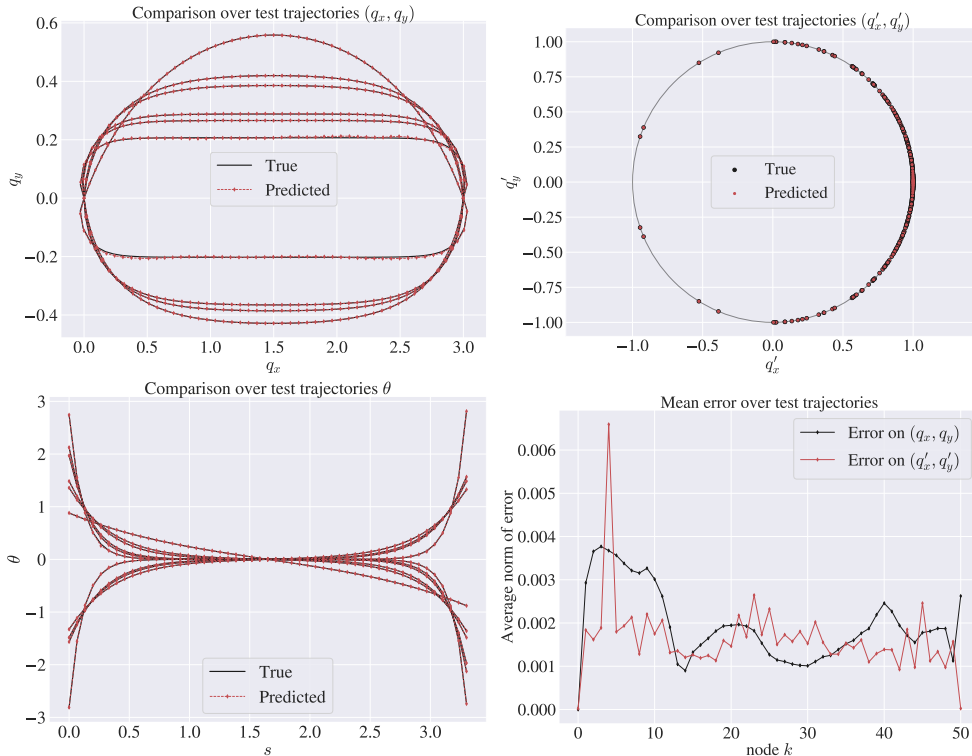 Comparison over test trajectories (qₓ, q_y)
0.6
0.4
0.2
0.0
−0.2
−0.4
q_y
True
Predicted
0.0 0.5 1.0 1.5 2.0 2.5 3.0
qₓ
Comparison over test trajectories (q′ₓ, q′_y)
1.00
0.75
0.50
0.25
0.00
−0.25
−0.50
−0.75
−1.00
q′_y
True
Predicted
−1.0 −0.5 0.0 0.5 1.0
q′ₓ
Comparison over test trajectories θ
3
2
1
0
−1
−2
−3
θ
True
Predicted
0.0 0.5 1.0 1.5 2.0 2.5 3.0
s
Mean error over test trajectories
Error on (qₓ, q_y)
Error on (q′ₓ, q′_y)
0.006
0.005
0.004
0.003
0.002
0.001
0.000
Average norm of error
0 10 20 30 40 50
node k